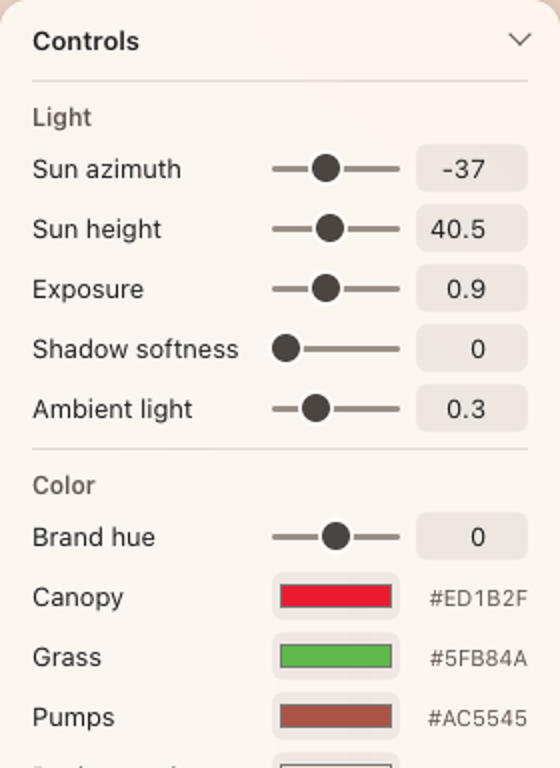 Controls
Light
Sun azimuth -37
Sun height 40.5
Exposure 0.9
Shadow softness 0
Ambient light 0.3
Color
Brand hue 0
Canopy #ED1B2F
Grass #5FB84A
Pumps #AC5545